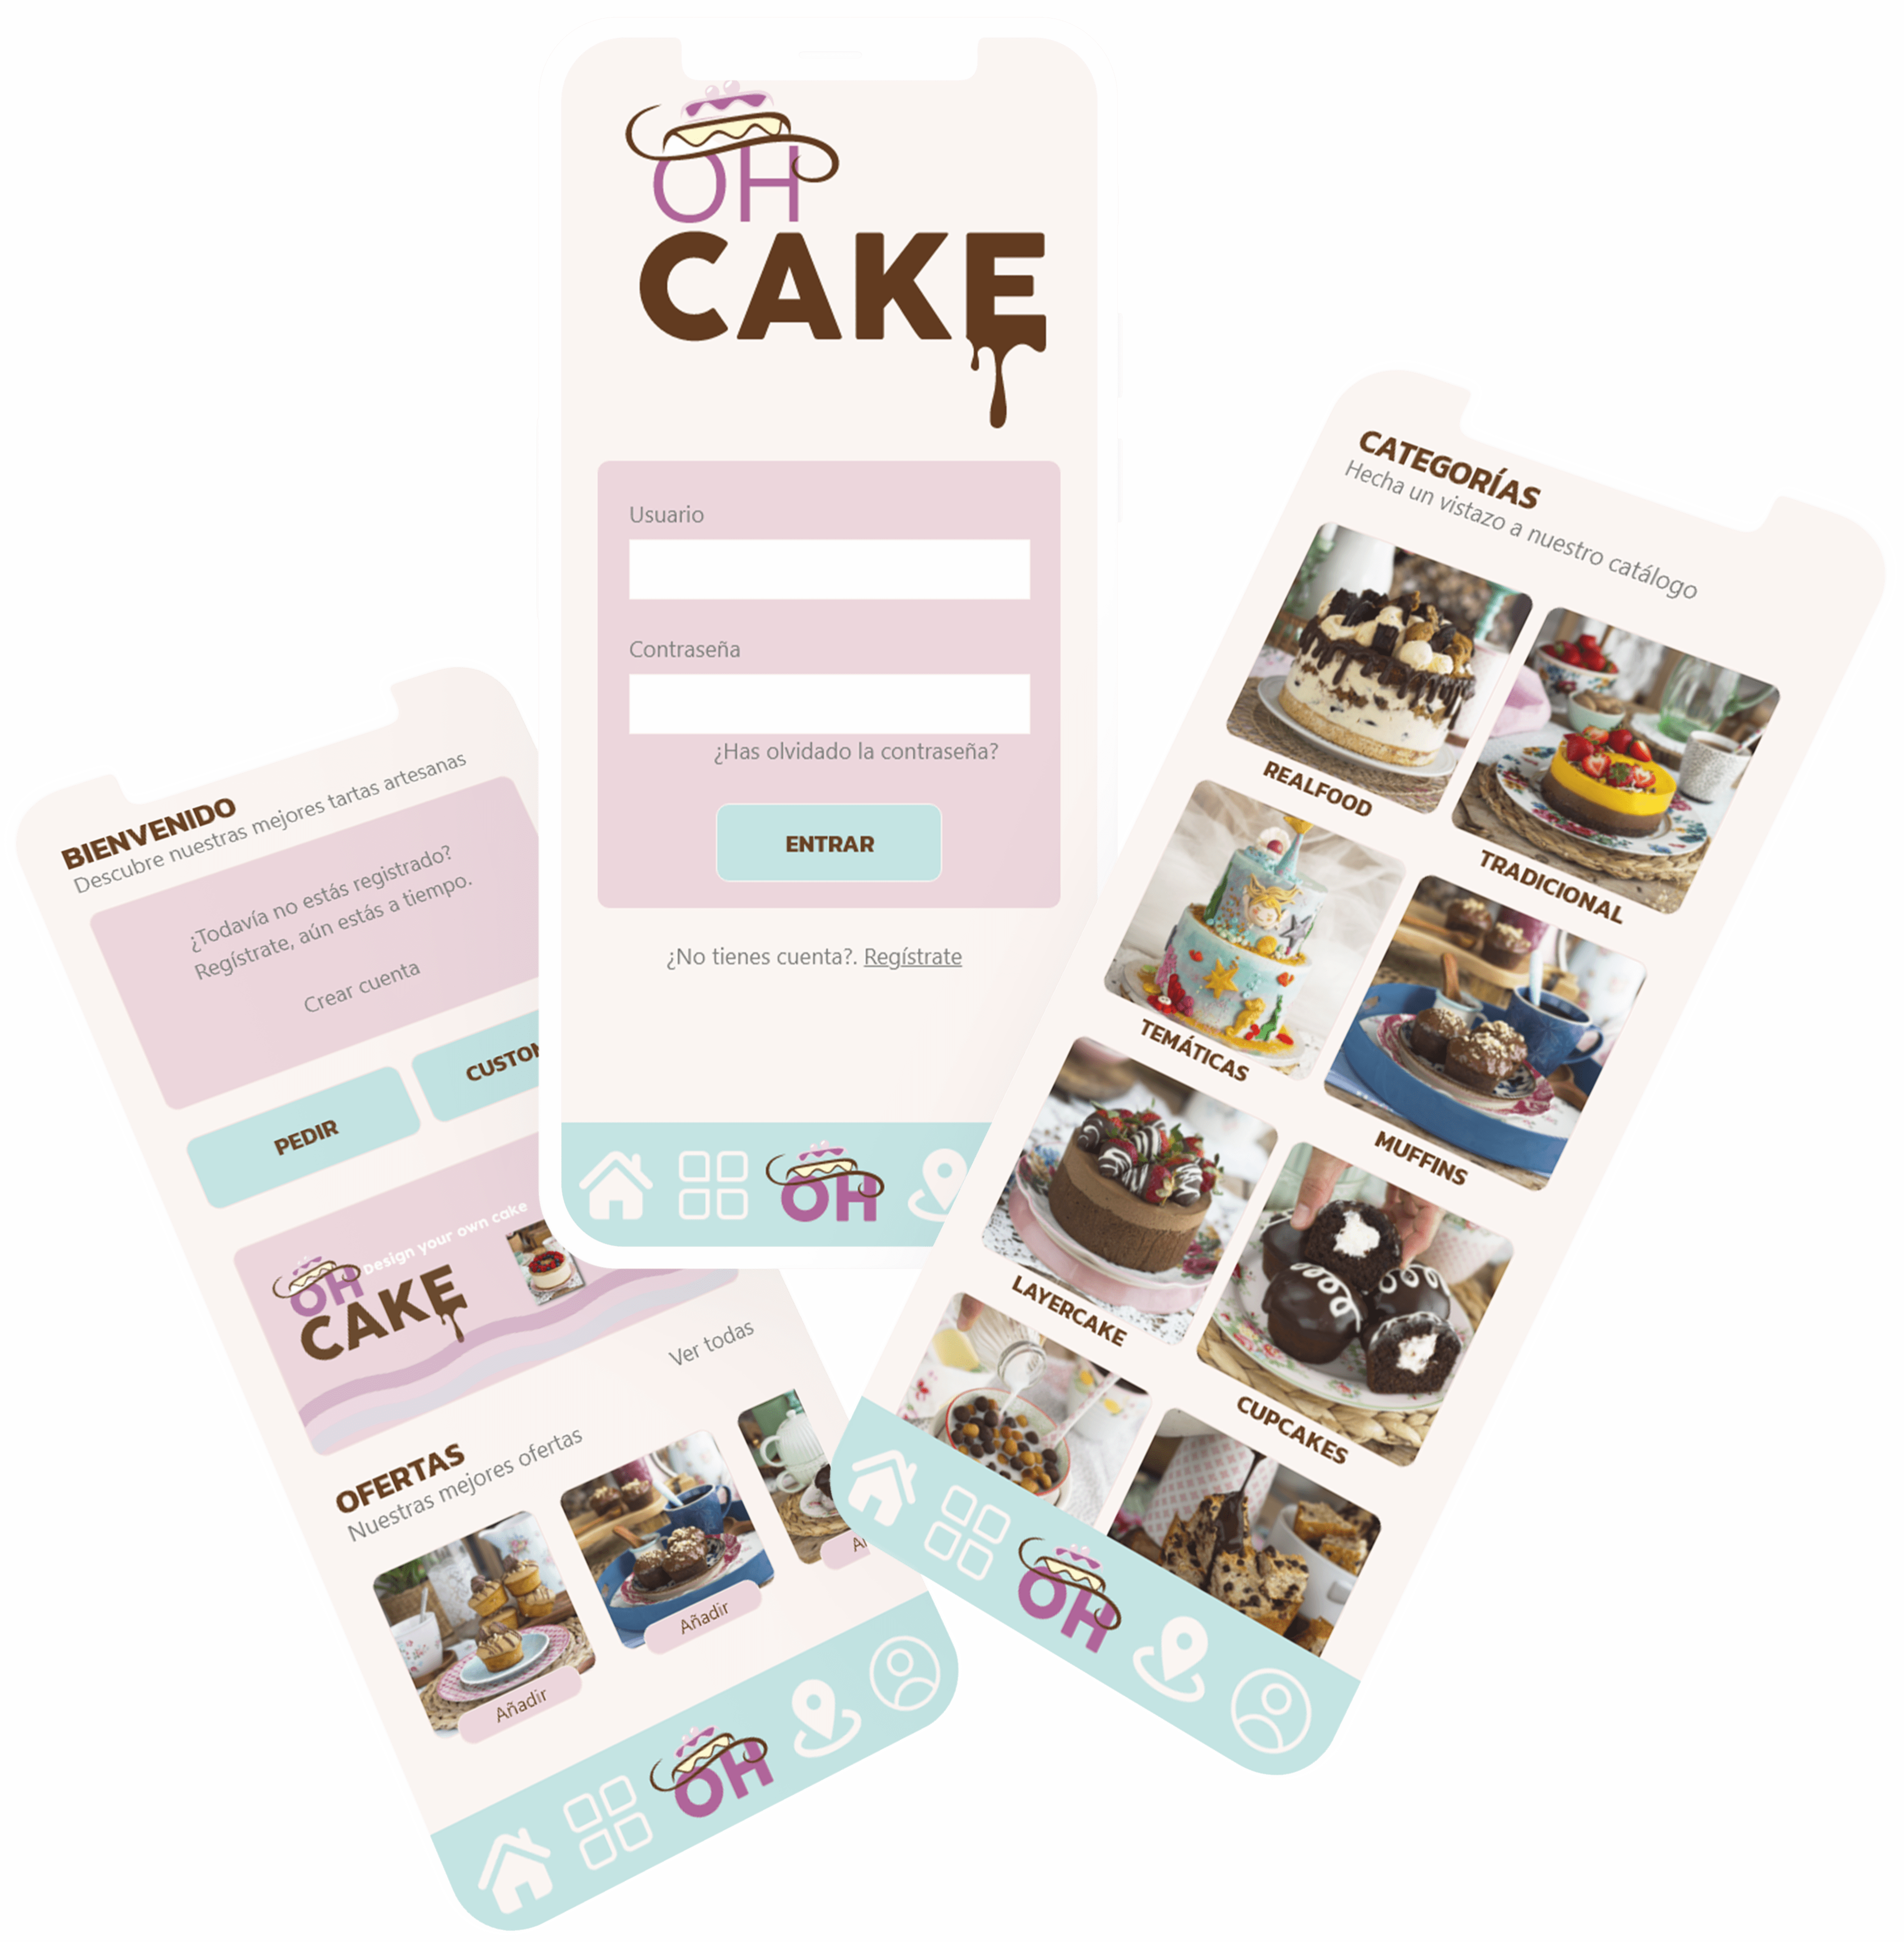 OH
CAKE
Usuario
Contraseña
¿Has olvidado la contraseña?
ENTRAR
¿No tienes cuenta?. Regístrate
OH
BIENVENIDO
Descubre nuestras mejores tartas artesanas
¿Todavía no estás registrado?
Regístrate, aún estás a tiempo.
Crear cuenta
PEDIR
OH
CAKE
Design your own cake
Ver todas
OFERTAS
Nuestras mejores ofertas
Añadir
Añadir
OH
CATEGORÍAS
Hecha un vistazo a nuestro catálogo
REALFOOD
TRADICIONAL
TEMÁTICAS
MUFFINS
LAYERCAKE
CUPCAKES
OH